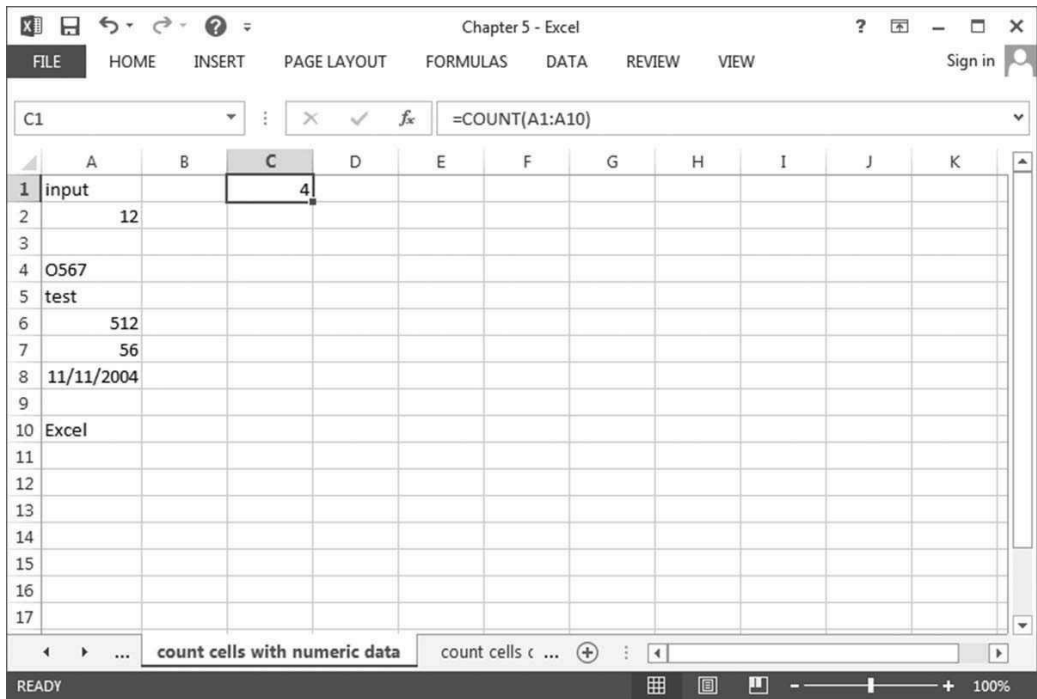 Chapter 5 - Excel
FILE HOME INSERT PAGE LAYOUT FORMULAS DATA REVIEW VIEW Sign in
C1 fx =COUNT(A1:A10)
A B C D E F G H I J K
1 input 4
2 12
3
4 O567
5 test
6 512
7 56
8 11/11/2004
9
10 Excel
11
12
13
14
15
16
17
... count cells with numeric data count cells c ...
READY 100%